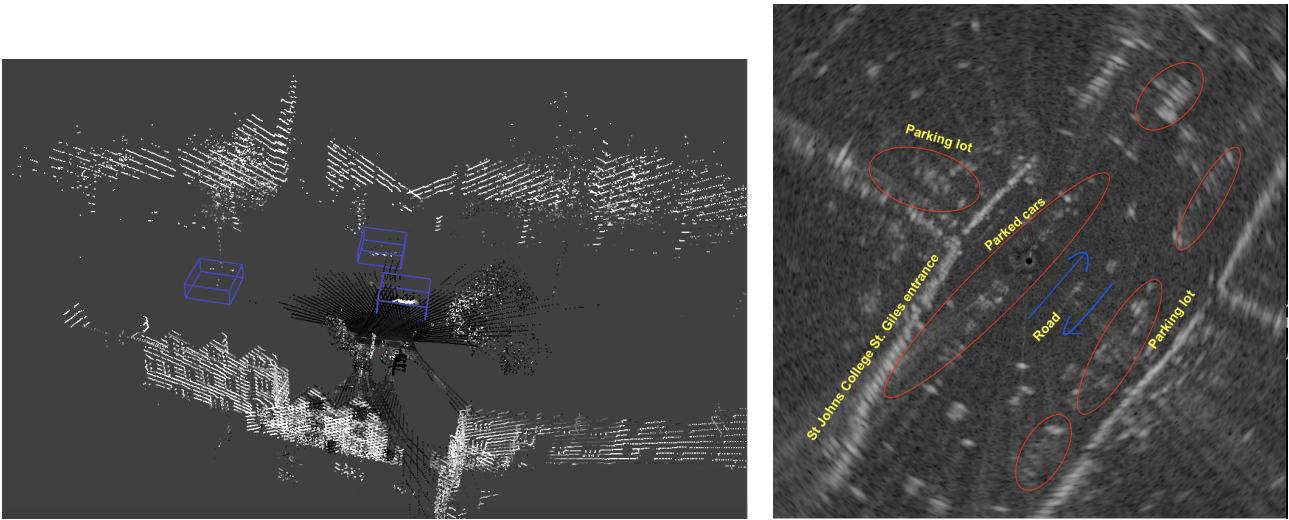 Parking lot
Parked cars
St Johns College St. Giles entrance
Road
Parking lot